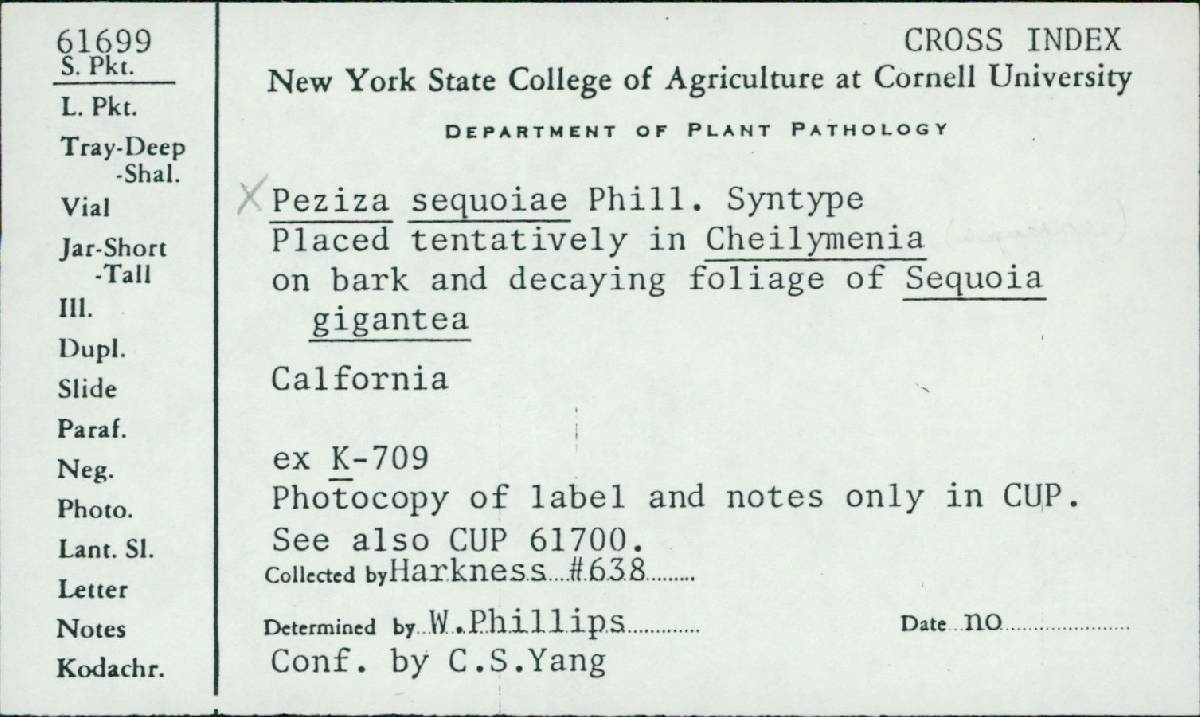 61699
S. Pkt.
L. Pkt.
Tray-Deep
-Shal.
Vial
Jar-Short
-Tall
Ill.
Dupl.
Slide
Paraf.
Neg.
Photo.
Lant. Sl.
Letter
Notes
Kodachr.
CROSS INDEX
New York State College of Agriculture at Cornell University
DEPARTMENT OF PLANT PATHOLOGY
X Peziza sequoiae Phill. Syntype
Placed tentatively in Cheilymenia
on bark and decaying foliage of Sequoia
gigantea
Calfornia
ex K-709
Photocopy of label and notes only in CUP.
See also CUP 61700.
Collected by Harkness #638
Determined by W.Phillips Date no
Conf. by C.S.Yang